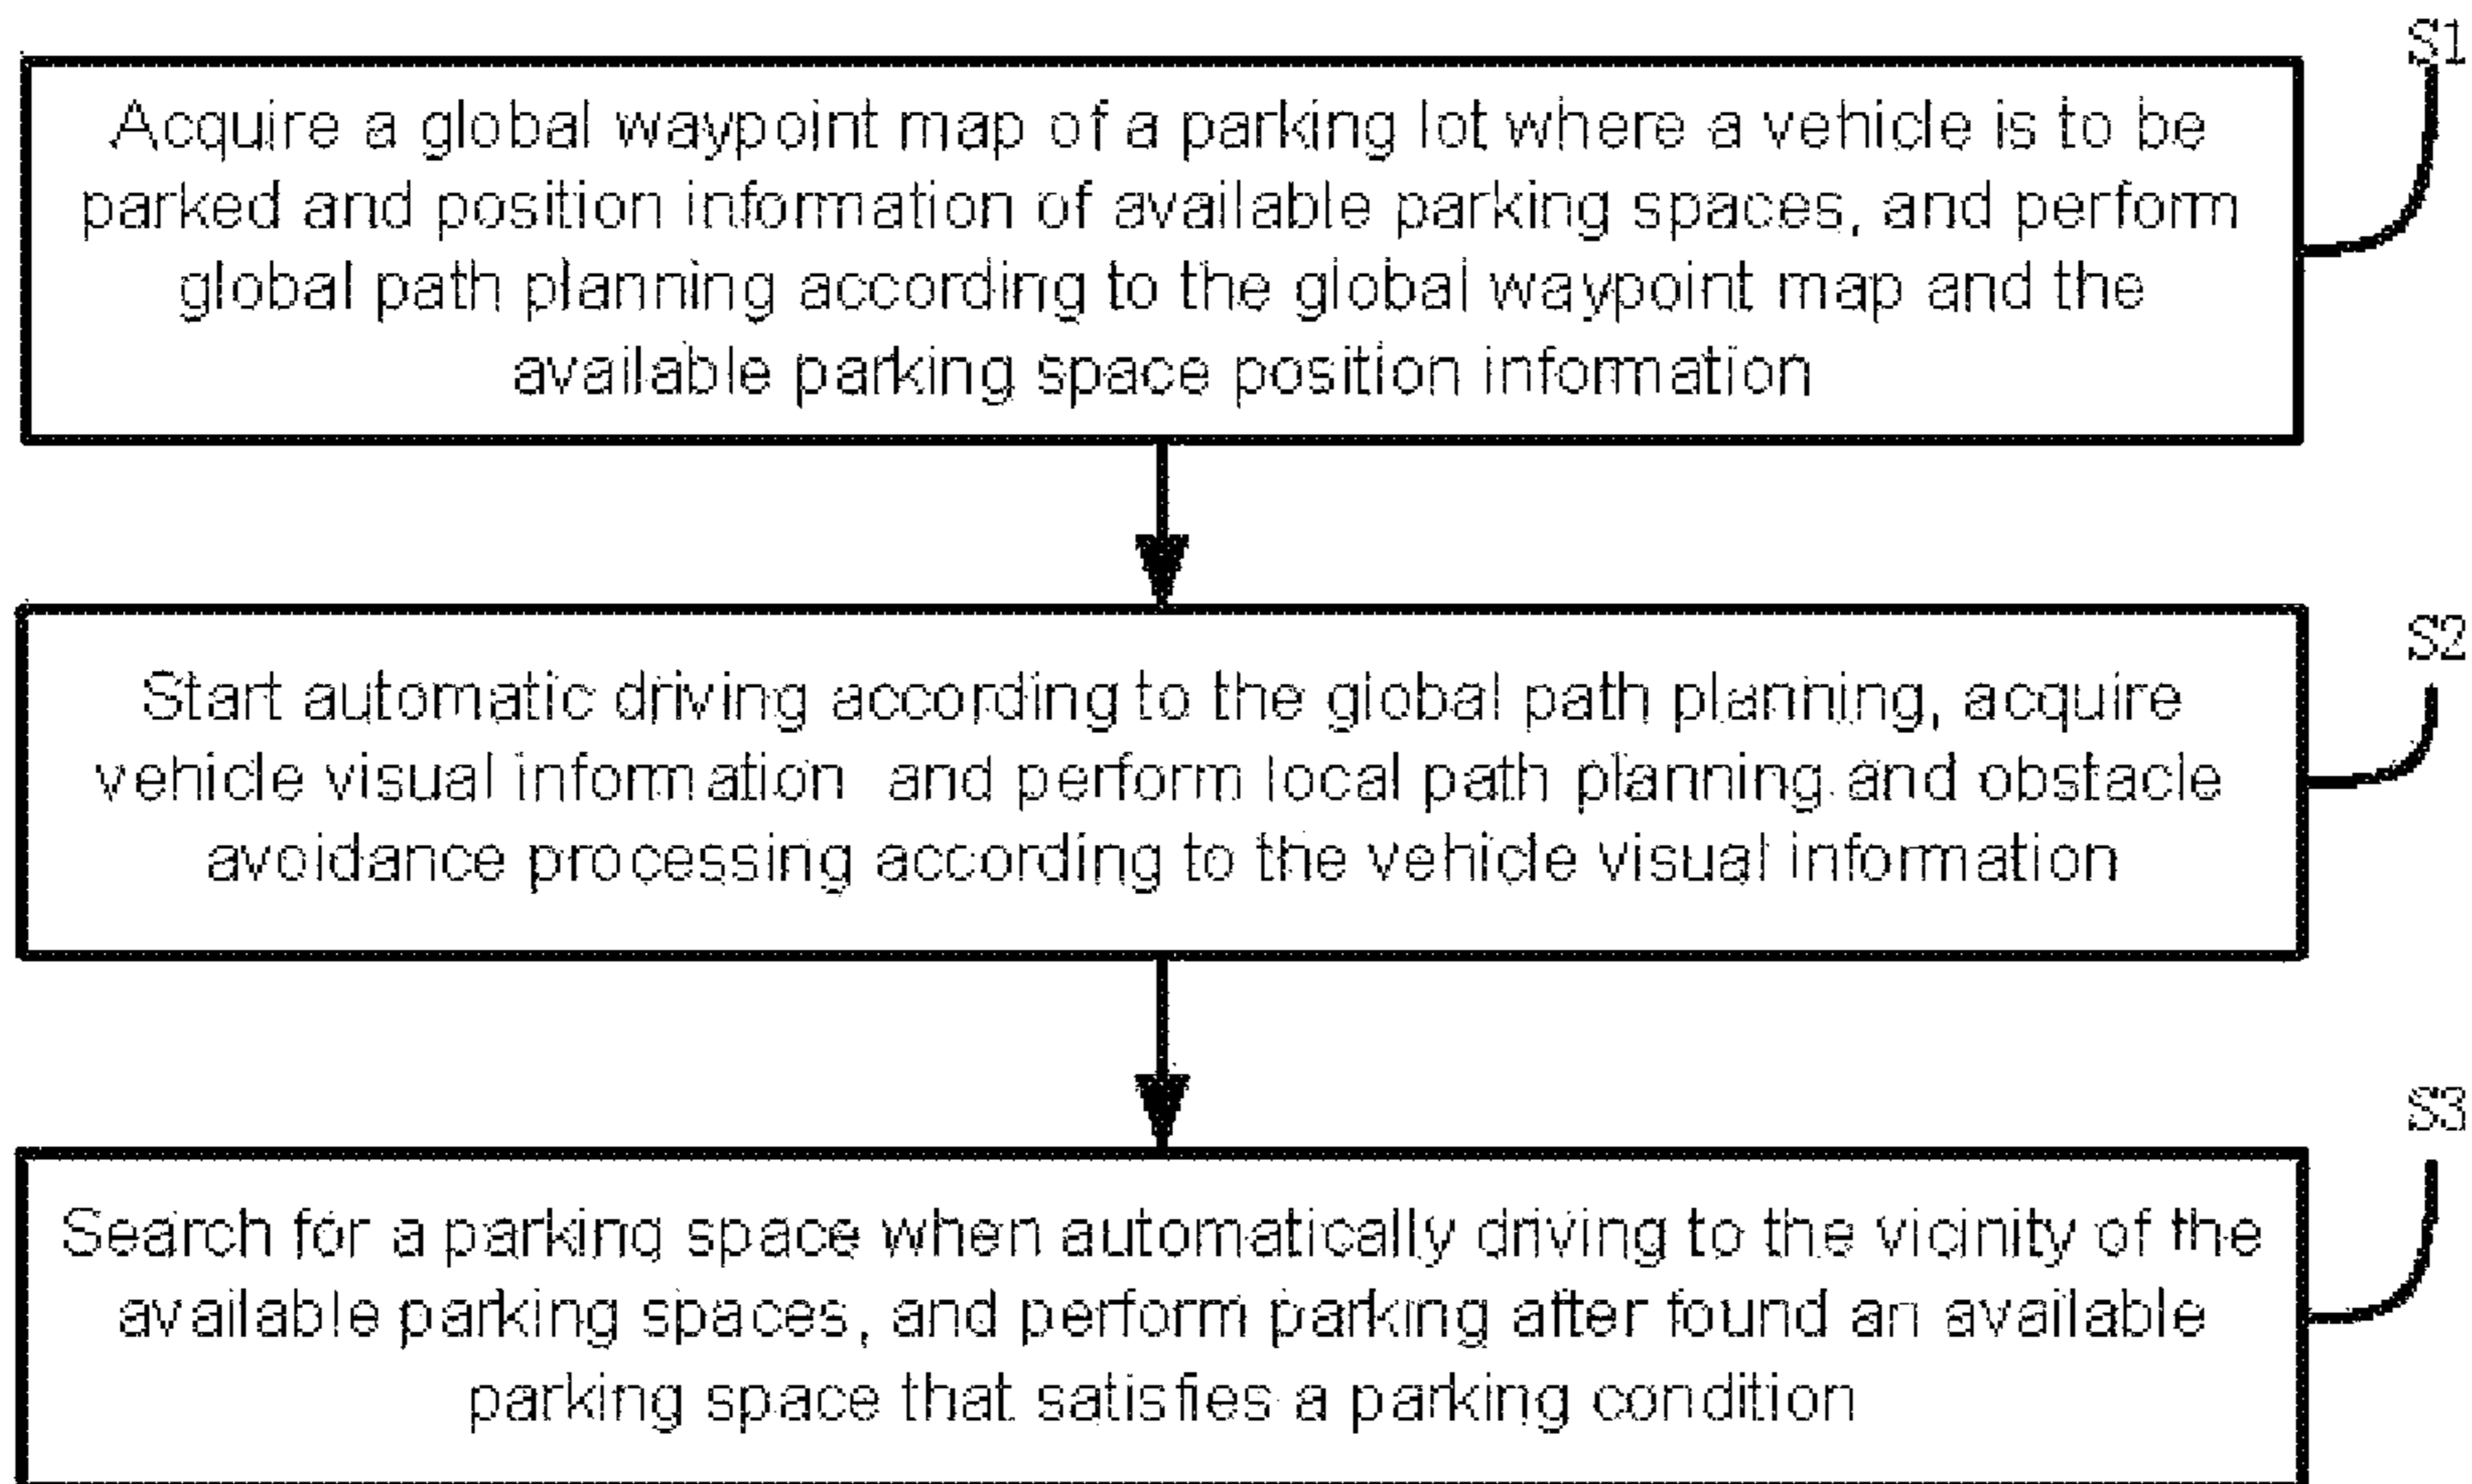 S1
Acquire a global waypoint map of a parking lot where a vehicle is to be
parked and position information of available parking spaces, and perform
global path planning according to the global waypoint map and the
available parking space position information
S2
Start automatic driving according to the global path planning, acquire
vehicle visual information and perform local path planning and obstacle
avoidance processing according to the vehicle visual information
S3
Search for a parking space when automatically driving to the vicinity of the
available parking spaces, and perform parking after found an available
parking space that satisfies a parking condition